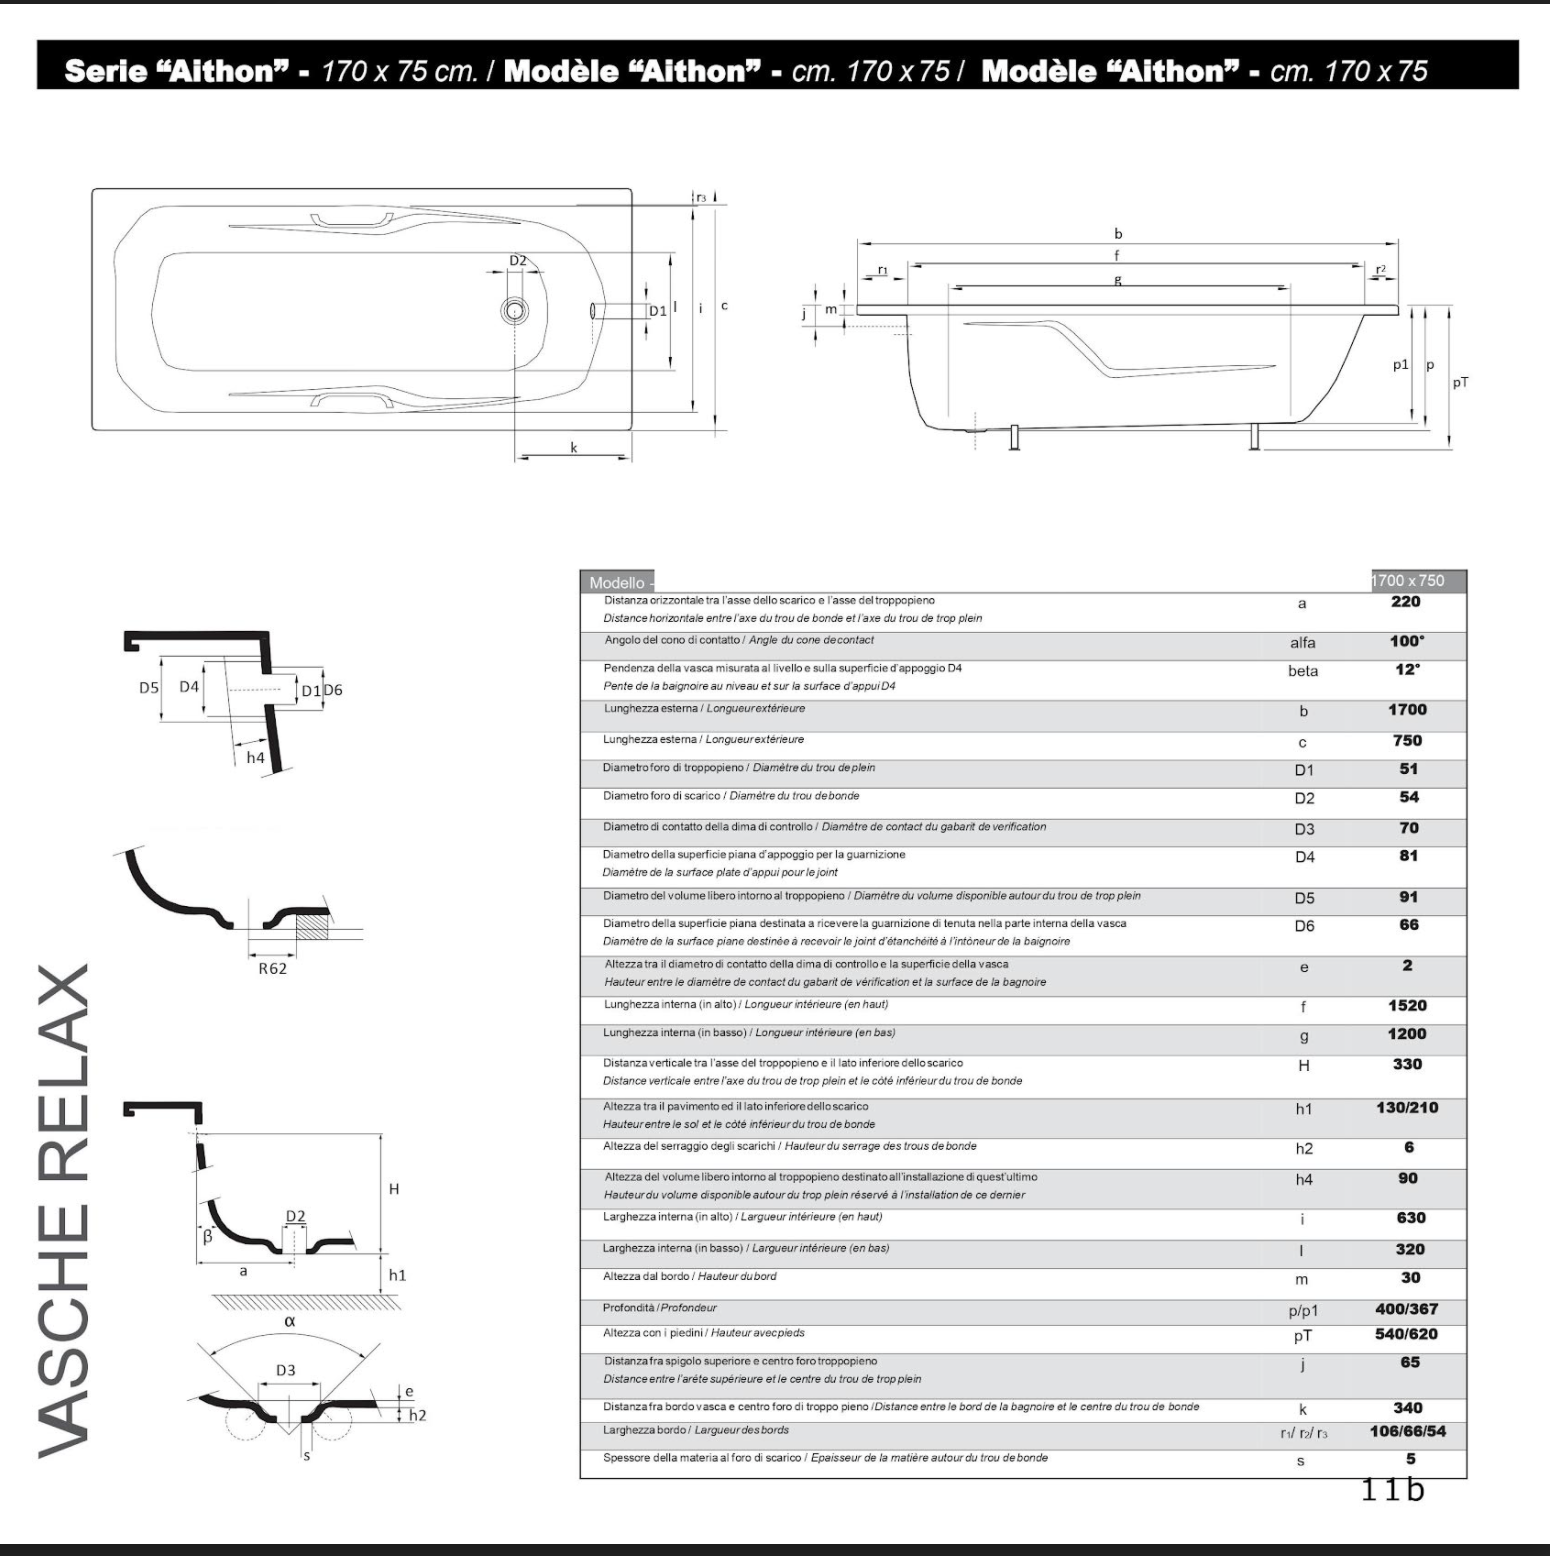 Serie “Aithon” - 170 x 75 cm. / Modèle “Aithon” - cm. 170 x 75 / Modèle “Aithon” - cm. 170 x 75
r3
D2
D1
l
i
c
k
b
f
g
r1
r2
j
m
p1
p
pT
D5
D4
D1
D6
h4
R62
H
D2
β
a
h1
α
D3
e
h2
s
VASCHE RELAX
Modello - 1700 x 750
Distanza orizzontale tra l'asse dello scarico e l'asse del troppopieno a 220
Distance horizontale entre l'axe du trou de bonde et l'axe du trou de trop plein
Angolo del cono di contatto / Angle du cone de contact alfa 100°
Pendenza della vasca misurata al livello e sulla superficie d'appoggio D4 beta 12°
Pente de la baignoire au niveau et sur la surface d'appui D4
Lunghezza esterna / Longueur extérieure b 1700
Lunghezza esterna / Longueur extérieure c 750
Diametro foro di troppopieno / Diamètre du trou de plein D1 51
Diametro foro di scarico / Diamètre du trou de bonde D2 54
Diametro di contatto della dima di controllo / Diamètre de contact du gabarit de verification D3 70
Diametro della superficie piana d'appoggio per la guarnizione D4 81
Diamètre de la surface plate d'appui pour le joint
Diametro del volume libero intorno al troppopieno / Diamètre du volume disponible autour du trou de trop plein D5 91
Diametro della superficie piana destinata a ricevere la guarnizione di tenuta nella parte interna della vasca D6 66
Diamètre de la surface piane destinée à recevoir le joint d'étanchéité à l'intèneur de la baignoire
Altezza tra il diametro di contatto della dima di controllo e la superficie della vasca e 2
Hauteur entre le diamètre de contact du gabarit de vérification et la surface de la bagnoire
Lunghezza interna (in alto) / Longueur intérieure (en haut) f 1520
Lunghezza interna (in basso) / Longueur intérieure (en bas) g 1200
Distanza verticale tra l'asse del troppopieno e il lato inferiore dello scarico H 330
Distance verticale entre l'axe du trou de trop plein et le côté inférieur du trou de bonde
Altezza tra il pavimento ed il lato inferiore dello scarico h1 130/210
Hauteur entre le sol et le côté inférieur du trou de bonde
Altezza del serraggio degli scarichi / Hauteur du serrage des trous de bonde h2 6
Altezza del volume libero intorno al troppopieno destinato all'installazione di quest'ultimo h4 90
Hauteur du volume disponible autour du trop plein réservé à l'installation de ce dernier
Larghezza interna (in alto) / Largueur intérieure (en haut) i 630
Larghezza interna (in basso) / Largueur intérieure (en bas) l 320
Altezza dal bordo / Hauteur du bord m 30
Profondità / Profondeur p/p1 400/367
Altezza con i piedini / Hauteur avec pieds pT 540/620
Distanza fra spigolo superiore e centro foro troppopieno j 65
Distance entre l'arête supérieure et le centre du trou de trop plein
Distanza fra bordo vasca e centro foro di troppo pieno /Distance entre le bord de la bagnoire et le centre du trou de bonde k 340
Larghezza bordo / Largueur des bords r1/ r2/ r3 106/66/54
Spessore della materia al foro di scarico / Epaisseur de la matière autour du trou de bonde s 5
11b